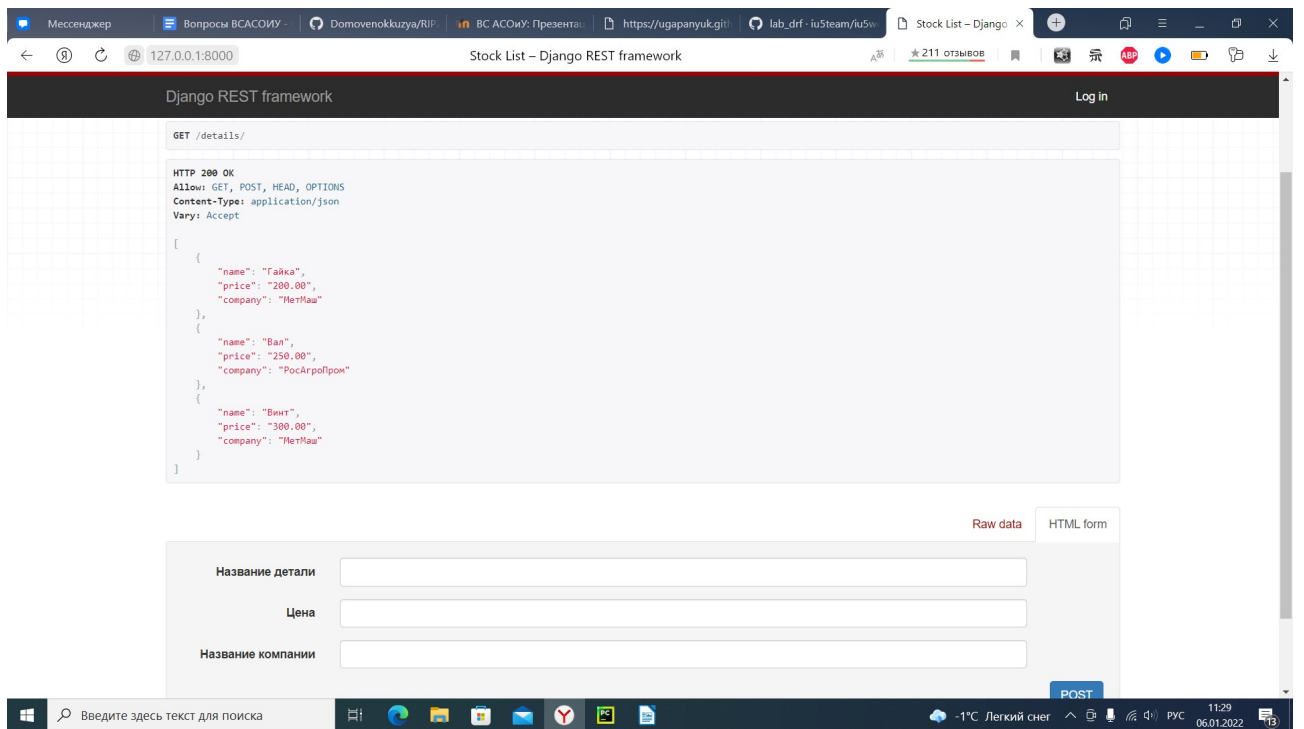 Мессенджер
Вопросы ВСАСОИУ -
Domovenokkuzya/RIP
ВС АСОиУ: Презентац
https://ugapanyuk.gith
lab_drf · iu5team/iu5w
Stock List – Django
127.0.0.1:8000
Stock List – Django REST framework
★211 отзывов
ABP
Django REST framework
Log in
GET /details/
HTTP 200 OK
Allow: GET, POST, HEAD, OPTIONS
Content-Type: application/json
Vary: Accept
[
{
"name": "Гайка",
"price": "200.00",
"company": "МетМаш"
},
{
"name": "Вал",
"price": "250.00",
"company": "РосАгроПром"
},
{
"name": "Винт",
"price": "300.00",
"company": "МетМаш"
}
]
Raw data
HTML form
Название детали
Цена
Название компании
POST
Введите здесь текст для поиска
-1°C Легкий снег
РУС
11:29
06.01.2022
13